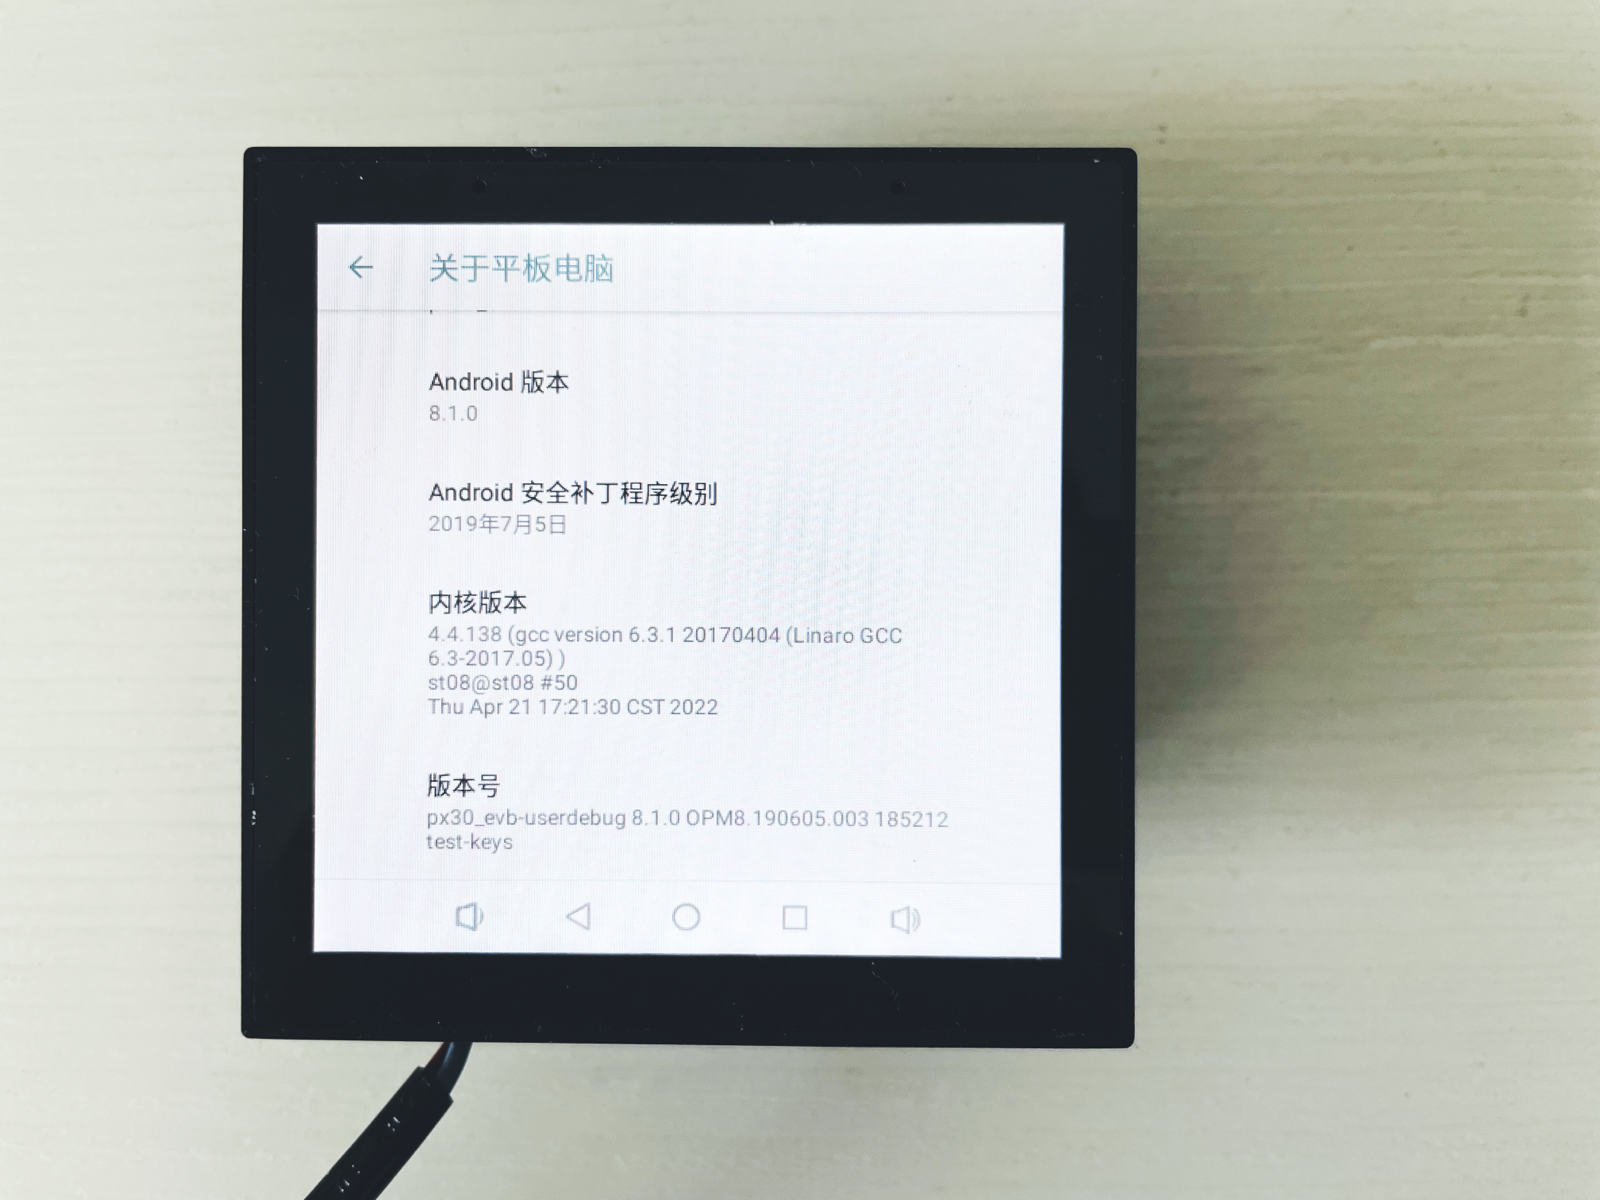 关于平板电脑
Android 版本
8.1.0
Android 安全补丁程序级别
2019年7月5日
内核版本
4.4.138 (gcc version 6.3.1 20170404 (Linaro GCC
6.3-2017.05) )
st08@st08 #50
Thu Apr 21 17:21:30 CST 2022
版本号
px30_evb-userdebug 8.1.0 OPM8.190605.003 185212
test-keys